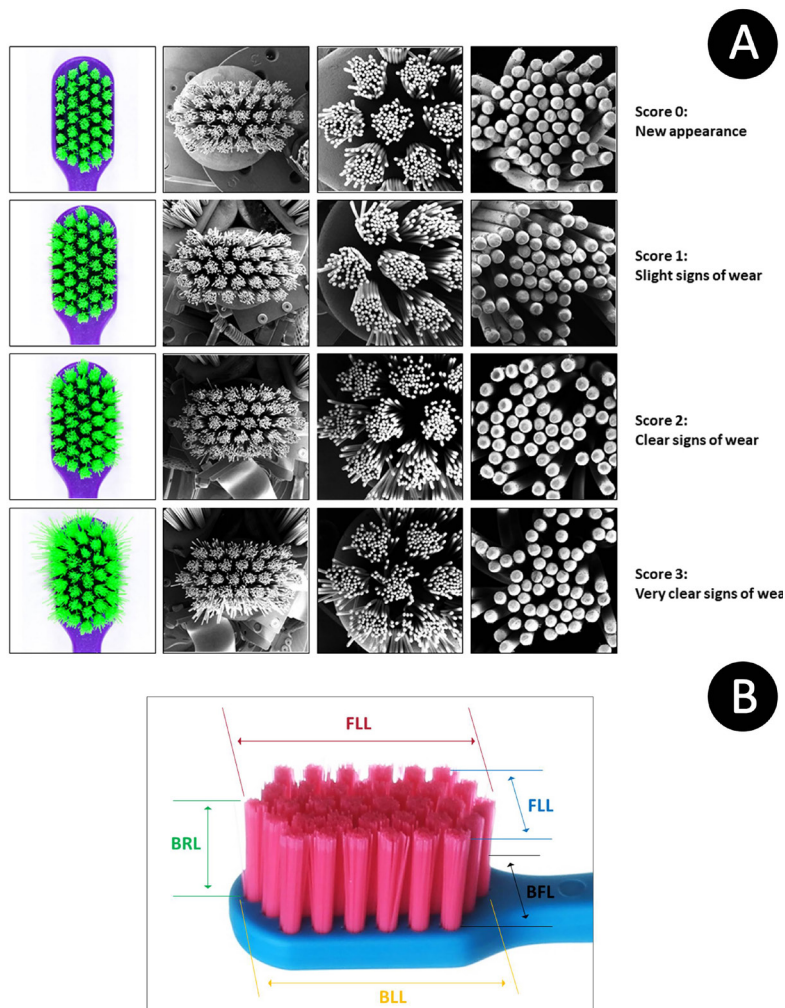 A
Score 0:
New appearance
Score 1:
Slight signs of wear
Score 2:
Clear signs of wear
Score 3:
Very clear signs of wea
B
FLL
FLL
BRL
BFL
BLL